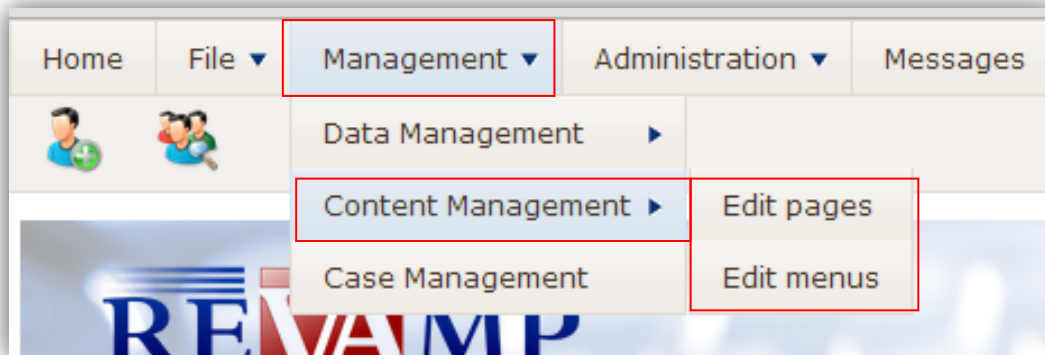 Home File Management Administration Messages
Data Management
Content Management Edit pages
Case Management Edit menus
REVAMP